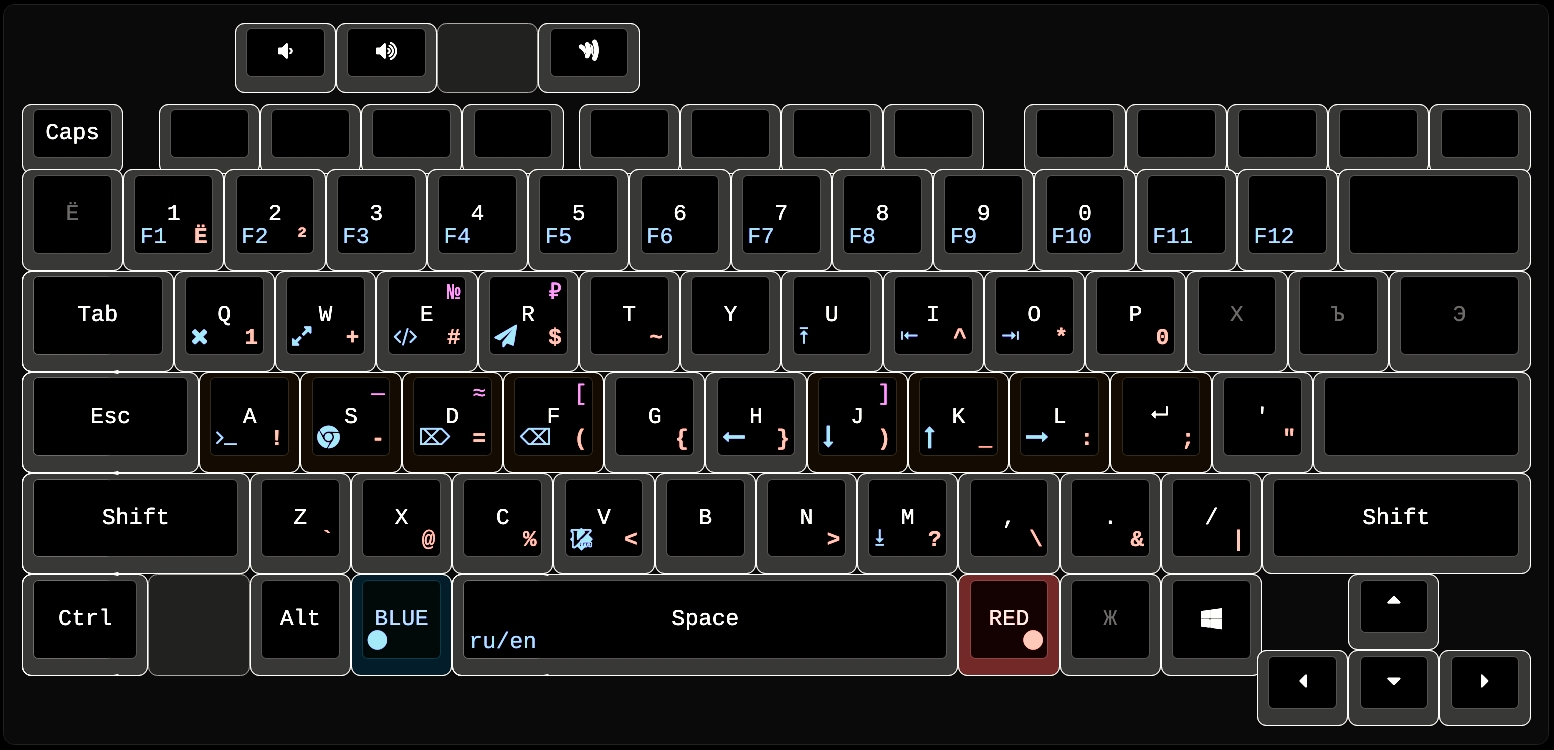 Caps
Ё 1 2 3 4 5 6 7 8 9 0
F1 Ё F2 ² F3 F4 F5 F6 F7 F8 F9 F10 F11 F12
№ ₽
Tab Q W E R T Y U I O P Х Ъ Э
1 + </> # $ ~ ^ * 0
— ≈ [ ]
Esc A S D F G H J K L '
>_ ! - = ( { } ) _ : ; "
Shift Z X C V B N M , . / Shift
` @ % < > ? \ & |
Ctrl Alt BLUE Space RED Ж
ru/en